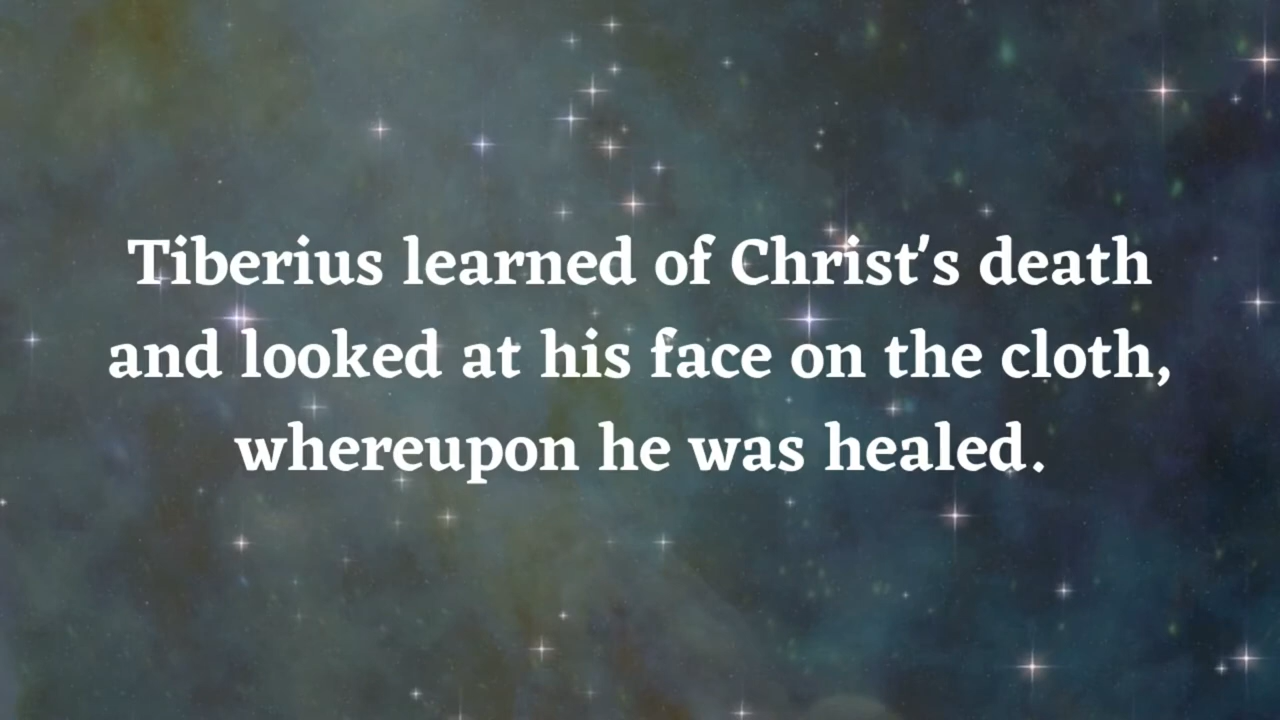 Tiberius learned of Christ's death
and looked at his face on the cloth,
whereupon he was healed.